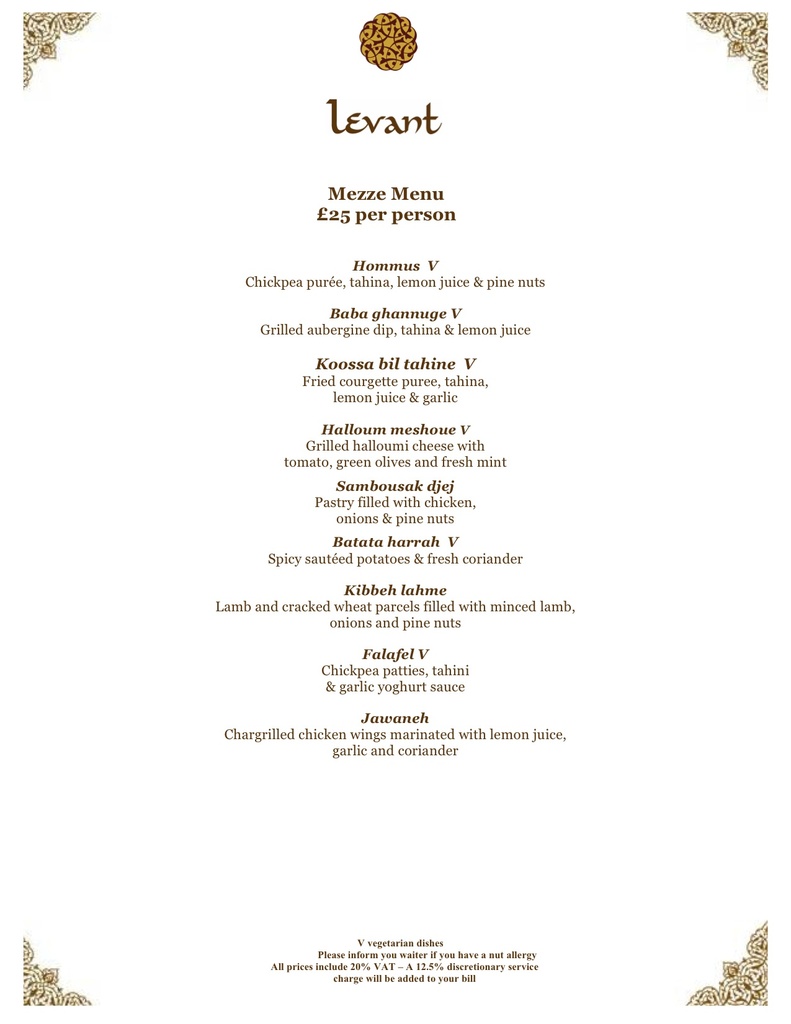 Levant
Mezze Menu
£25 per person
Hommus V
Chickpea purée, tahina, lemon juice & pine nuts
Baba ghannuge V
Grilled aubergine dip, tahina & lemon juice
Koossa bil tahine V
Fried courgette puree, tahina,
lemon juice & garlic
Halloum meshoue V
Grilled halloumi cheese with
tomato, green olives and fresh mint
Sambousak djej
Pastry filled with chicken,
onions & pine nuts
Batata harrah V
Spicy sautéed potatoes & fresh coriander
Kibbeh lahme
Lamb and cracked wheat parcels filled with minced lamb,
onions and pine nuts
Falafel V
Chickpea patties, tahini
& garlic yoghurt sauce
Jawaneh
Chargrilled chicken wings marinated with lemon juice,
garlic and coriander
V vegetarian dishes
Please inform you waiter if you have a nut allergy
All prices include 20% VAT – A 12.5% discretionary service
charge will be added to your bill